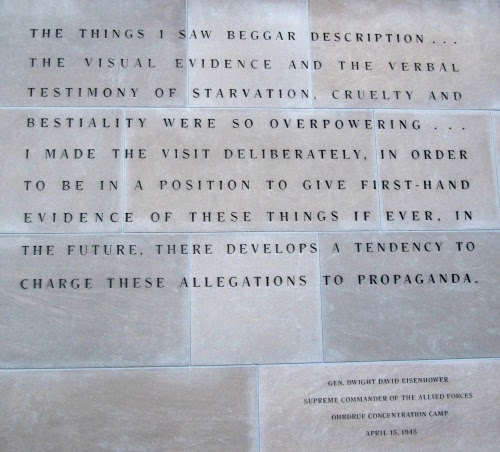 THE THINGS I SAW BEGGAR DESCRIPTION...
THE VISUAL EVIDENCE AND THE VERBAL
TESTIMONY OF STARVATION, CRUELTY AND
BESTIALITY WERE SO OVERPOWERING...
I MADE THE VISIT DELIBERATELY, IN ORDER
TO BE IN A POSITION TO GIVE FIRST-HAND
EVIDENCE OF THESE THINGS IF EVER, IN
THE FUTURE, THERE DEVELOPS A TENDENCY TO
CHARGE THESE ALLEGATIONS TO PROPAGANDA.
GEN. DWIGHT DAVID EISENHOWER
SUPREME COMMANDER OF THE ALLIED FORCES
OHRDRUF CONCENTRATION CAMP
APRIL 15, 1945